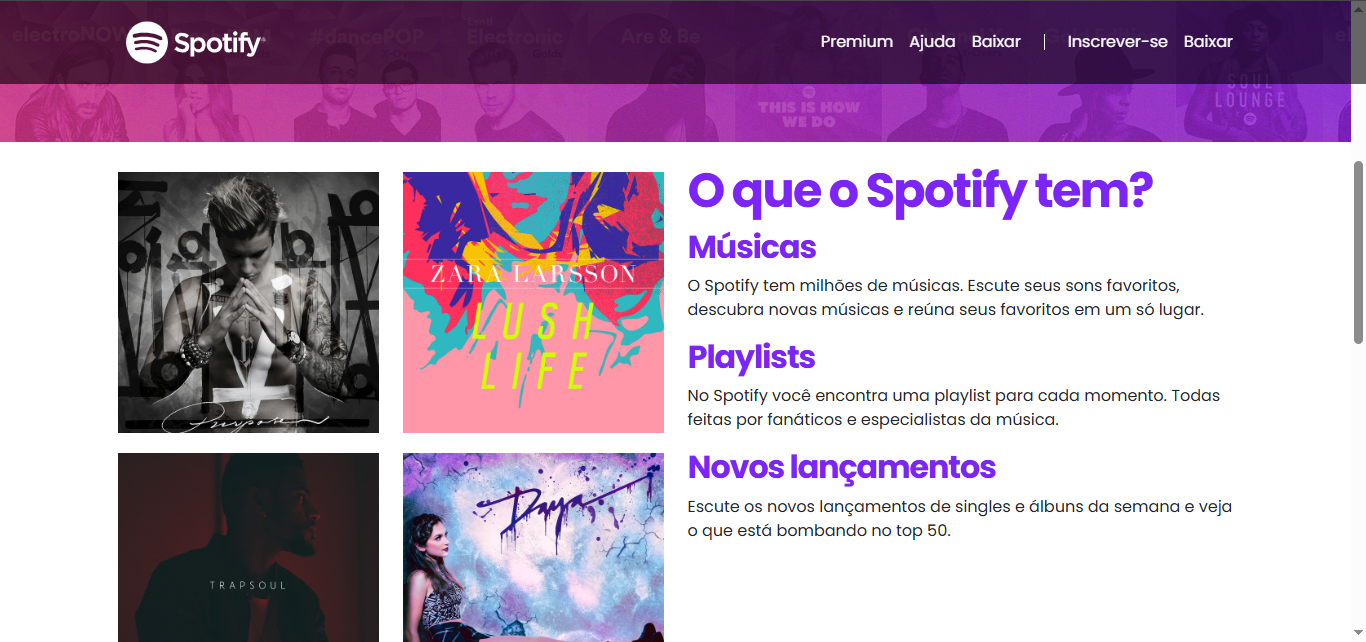 electroNOW
#dancePOP
Electronic
Are & Be
Spotify
Premium Ajuda Baixar | Inscrever-se Baixar
THIS IS HOW
WE DO
SOUL
LOUNGE
O que o Spotify tem?
Músicas
O Spotify tem milhões de músicas. Escute seus sons favoritos,
descubra novas músicas e reúna seus favoritos em um só lugar.
Playlists
No Spotify você encontra uma playlist para cada momento. Todas
feitas por fanáticos e especialistas da música.
Novos lançamentos
Escute os novos lançamentos de singles e álbuns da semana e veja
o que está bombando no top 50.
Purpose
ZARA LARSSON
LUSH
LIFE
TRAPSOUL
Daya